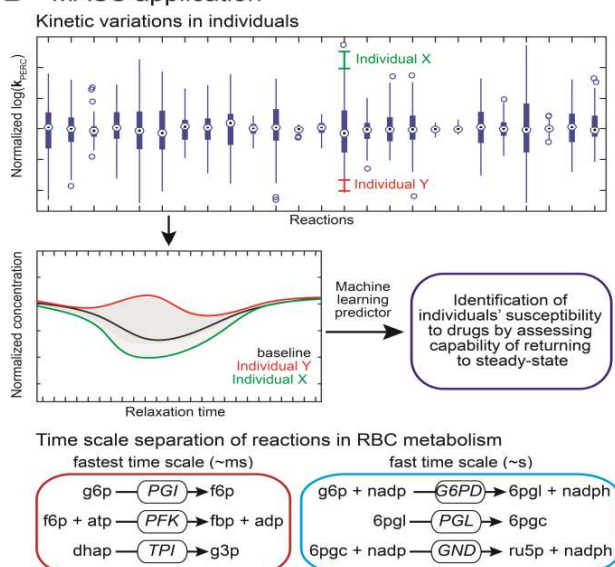 MASS application
Kinetic variations in individuals
Normalized log(k_PERC)
Individual X
Individual Y
Reactions
Normalized concentration
baseline
Individual Y
Individual X
Relaxation time
Machine
learning
predictor
Identification of
individuals' susceptibility
to drugs by assessing
capability of returning
to steady-state
Time scale separation of reactions in RBC metabolism
fastest time scale (~ms)
g6p PGI f6p
f6p + atp PFK fbp + adp
dhap TPI g3p
fast time scale (~s)
g6p + nadp G6PD 6pgl + nadph
6pgl PGL 6pgc
6pgc + nadp GND ru5p + nadph